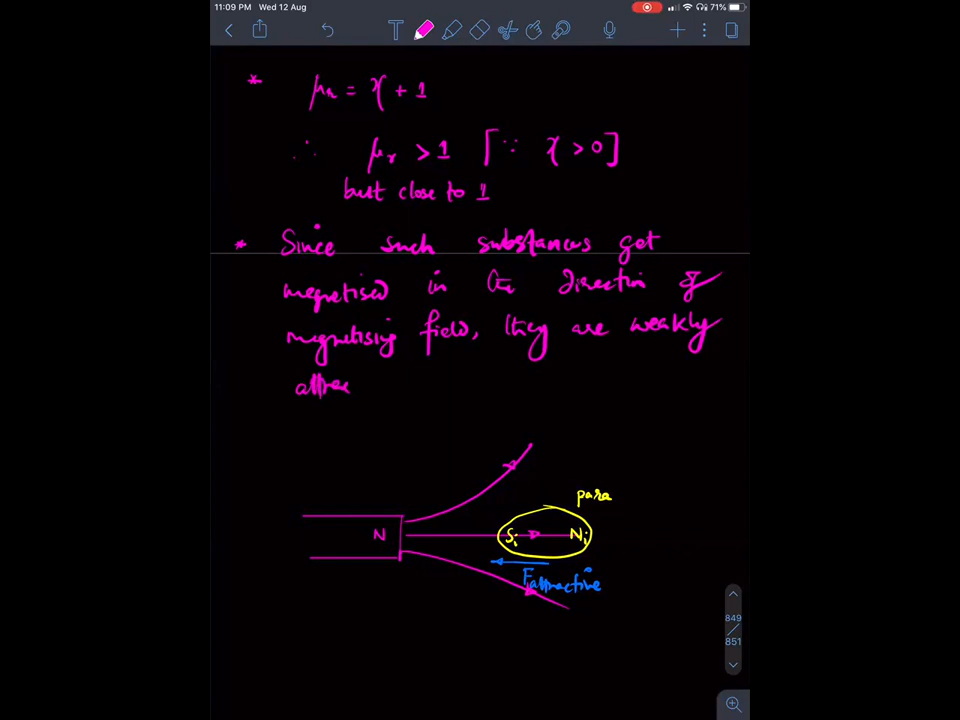 11:09 PM Wed 12 Aug 71%
T
* μr = χ + 1
∴ μr > 1 [∵ χ > 0]
but close to 1
* Since such substances get
magnetised in the direction of
magnetising field, they are weakly
attrac
para
N Si Ni
Fattractive
849
/
851